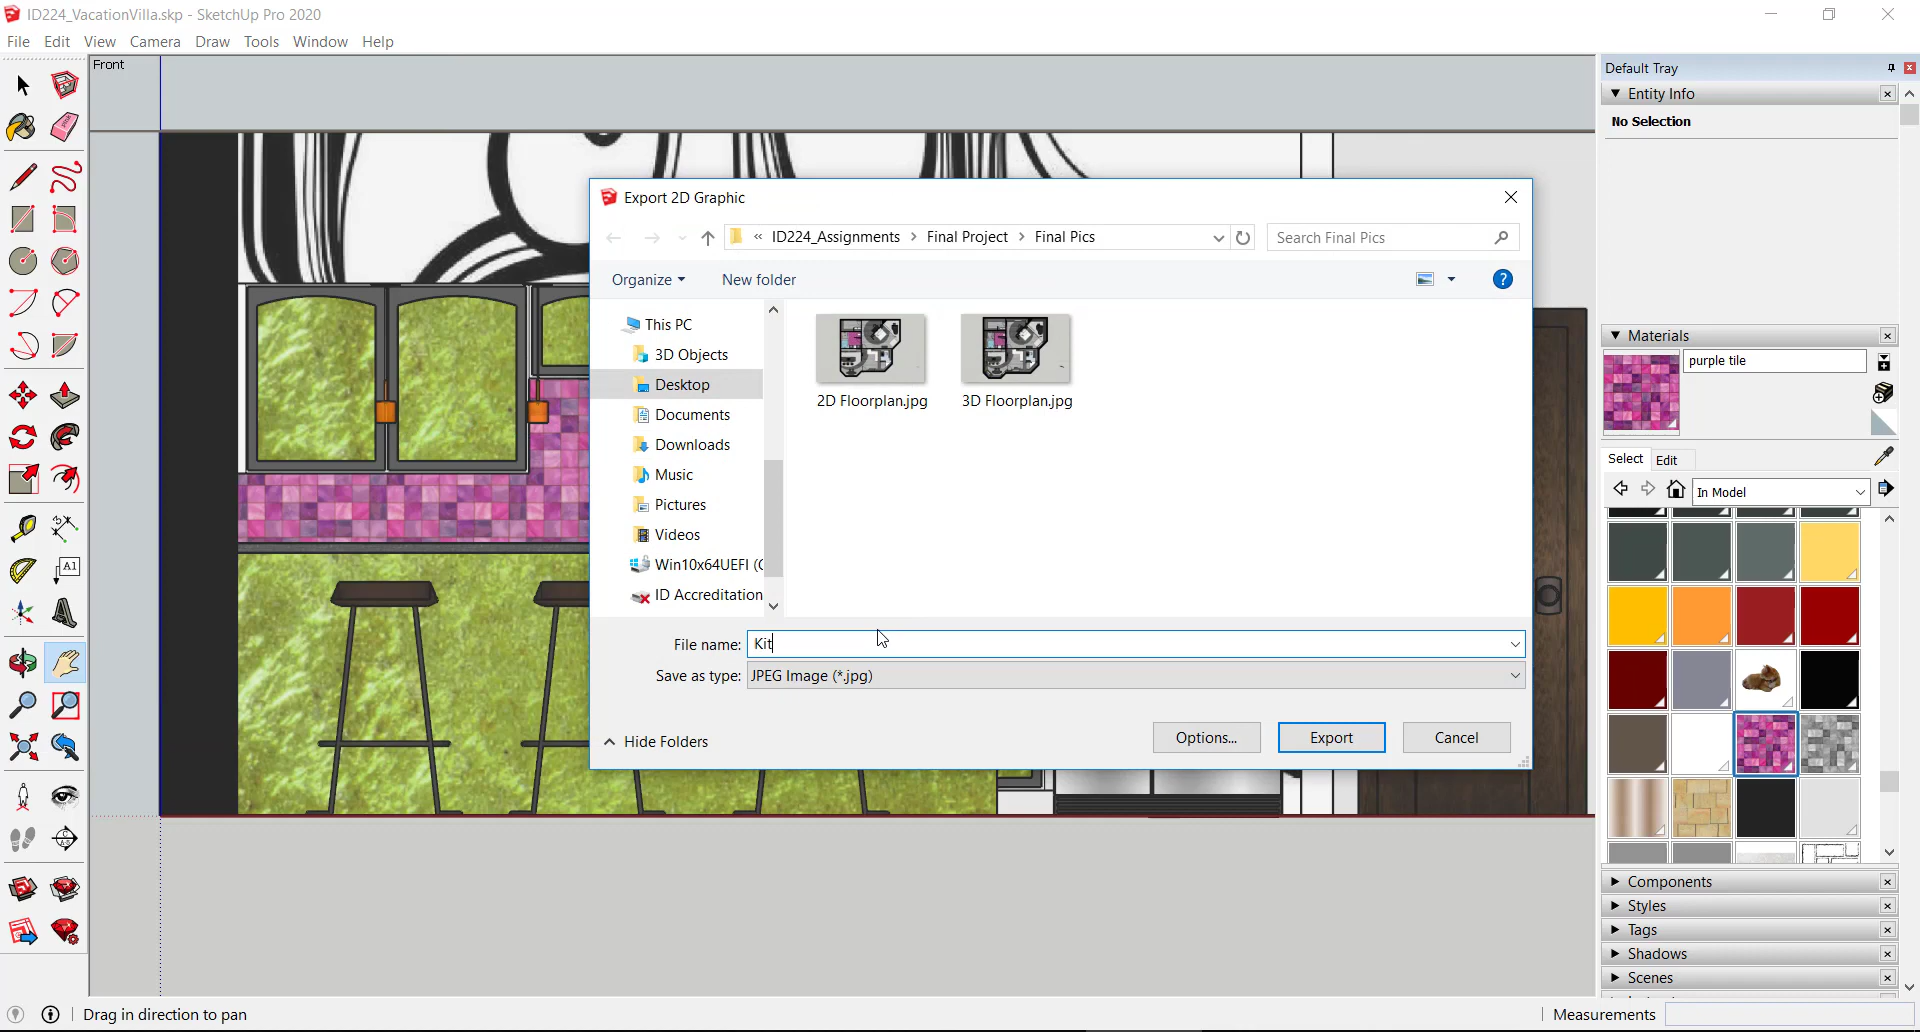 ID224_VacationVilla.skp - SketchUp Pro 2020
File Edit View Camera Draw Tools Window Help
Front
A1
Default Tray
Entity Info
No Selection
Export 2D Graphic
« ID224_Assignments > Final Project > Final Pics
Search Final Pics
Organize
New folder
This PC
3D Objects
Desktop
Documents
Downloads
Music
Pictures
Videos
Win10x64UEFI (C
ID Accreditation
2D Floorplan.jpg
3D Floorplan.jpg
File name: Kit
Save as type: JPEG Image (*.jpg)
Hide Folders
Options...
Export
Cancel
Materials
purple tile
Select
Edit
In Model
Components
Styles
Tags
Shadows
Scenes
Drag in direction to pan
Measurements